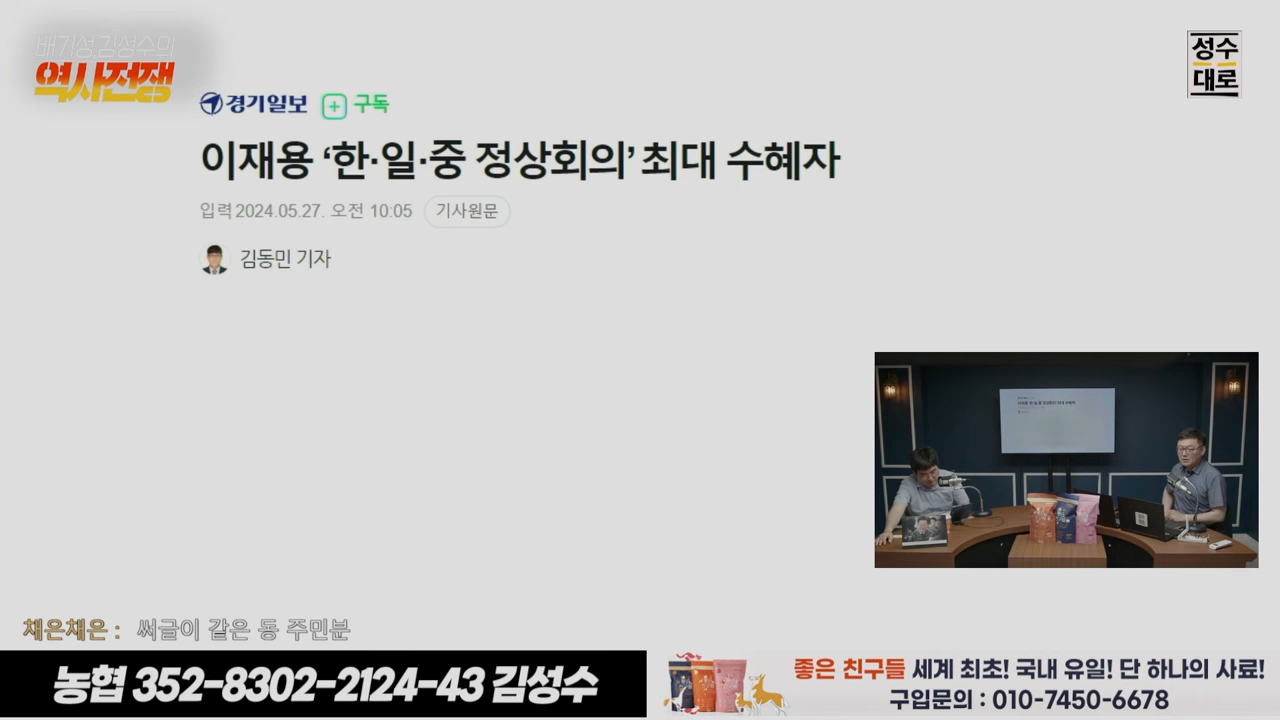 배기성,김성수의
역사전쟁
성수
대로
경기일보 구독
이재용 ‘한·일·중 정상회의’ 최대 수혜자
입력 2024.05.27. 오전 10:05 기사원문
김동민 기자
채은채은 : 써글이 같은 동 주민분
농협 352-8302-2124-43 김성수
좋은 친구들 세계 최초! 국내 유일! 단 하나의 사료!
구입문의 : 010-7450-6678